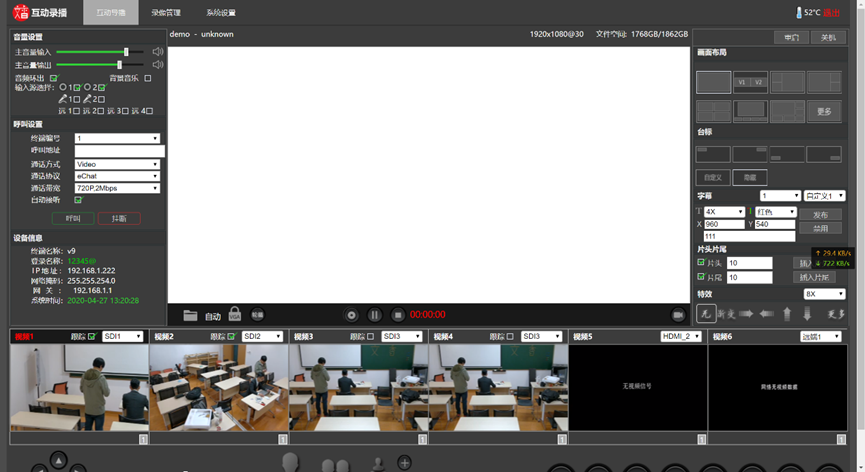 互动录播 互动导播 录像管理 系统设置 52°C 退出
音量设置
主音量输入
主音量输出
音频环出 背景音乐
输入源选择: 1 2
1 2
远 1 远 2 远 3 远 4
呼叫设置
终端编号 1
呼叫地址
通话方式 Video
通话协议 eChat
通话带宽 720P,2Mbps
自动接听
呼叫 挂断
设备信息
终端名称: v9
登录名称: 12345@
IP地址: 192.168.1.222
网络掩码: 255.255.254.0
网 关: 192.168.1.1
系统时间: 2020-04-27 13:20:28
demo - unknown 1920x1080@30 文件空间: 1768GB/1862GB
自动 VGA 00:00:00
关机
画面布局
V1 V2
更多
台标
自定义 隐藏
字幕 1 自定义1
T 4X 红色 发布
X 960 Y 540 禁用
111
片头片尾
片头 10 插入
片尾 10 插入片尾
↑ 29.4 KB/s
↓ 722 KB/s
特效 8X
无 渐变 更多
视频1 跟踪 SDI1
视频2 跟踪 SDI2
视频3 跟踪 SDI3
视频4 跟踪 SDI3
视频5 HDMI_2
视频6 远端1
无视频信号
网络无视频数据
1 1 1 1 1 1